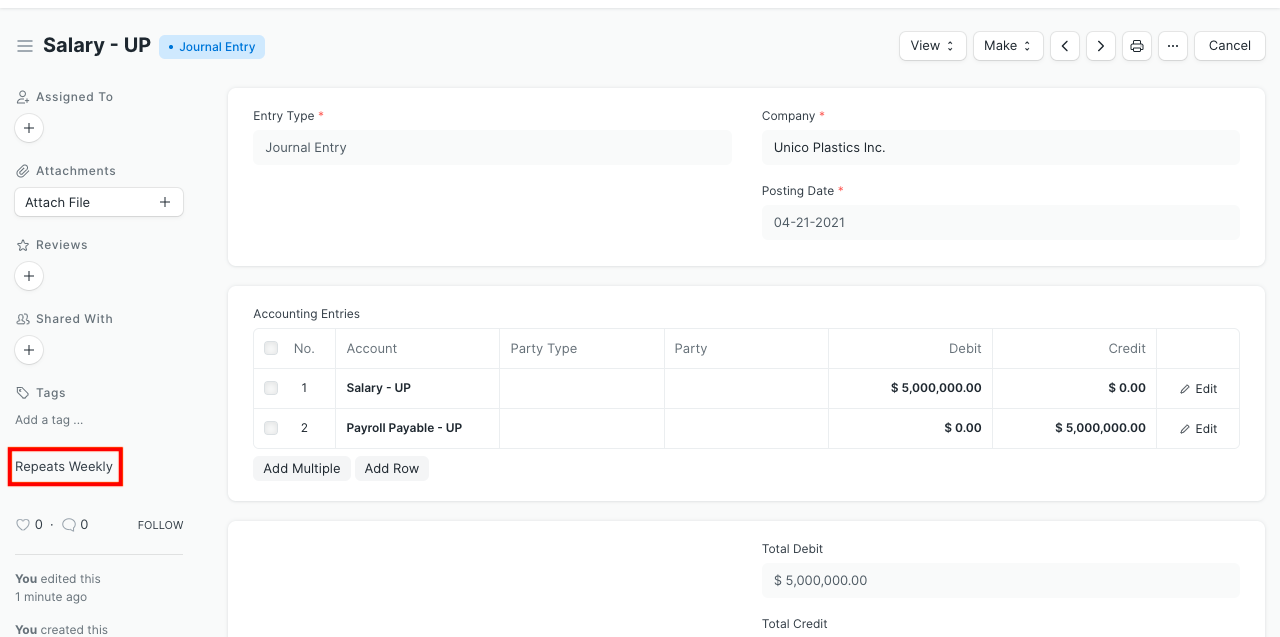 Salary - UP
• Journal Entry
View
Make
...
Cancel
Assigned To
+
Attachments
Attach File +
Reviews
+
Shared With
+
Tags
Add a tag ...
Repeats Weekly
0 · 0 FOLLOW
You edited this
1 minute ago
You created this
Entry Type *
Journal Entry
Company *
Unico Plastics Inc.
Posting Date *
04-21-2021
Accounting Entries
No. Account Party Type Party Debit Credit
1 Salary - UP $ 5,000,000.00 $ 0.00 Edit
2 Payroll Payable - UP $ 0.00 $ 5,000,000.00 Edit
Add Multiple Add Row
Total Debit
$ 5,000,000.00
Total Credit